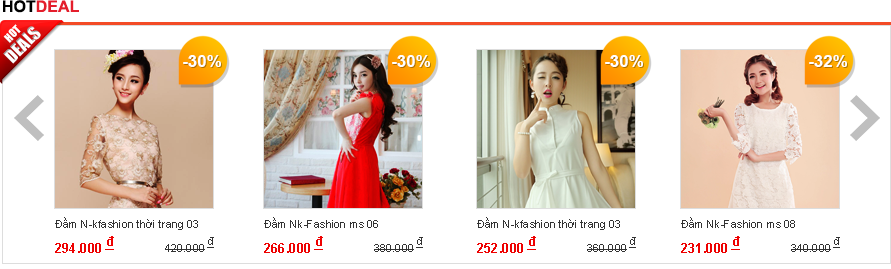 HOTDEAL
HOT
DEALS
-30%
-30%
-30%
-32%
Đầm N-kfashion thời trang 03
294.000 đ
420.000 đ
Đầm Nk-Fashion ms 06
266.000 đ
380.000 đ
Đầm N-kfashion thời trang 03
252.000 đ
360.000 đ
Đầm Nk-Fashion ms 08
231.000 đ
340.000 đ